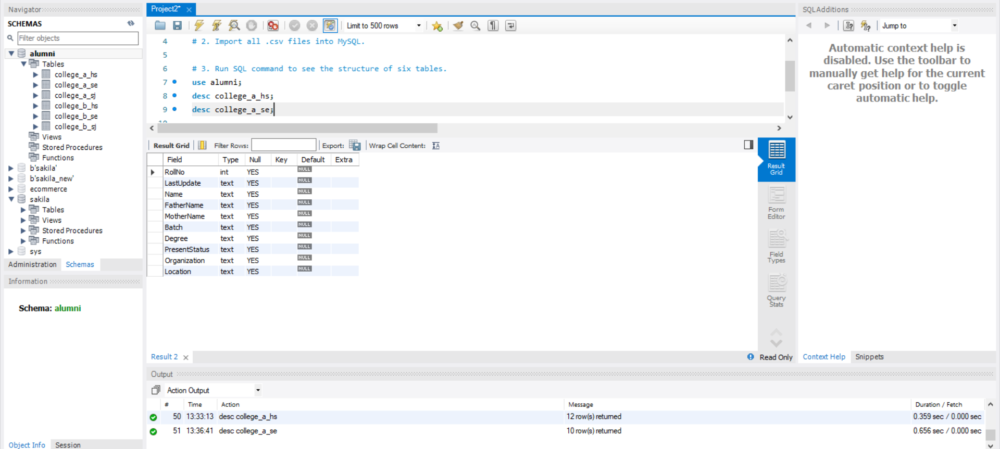 Navigator
SCHEMAS
Filter objects
alumni
Tables
college_a_hs
college_a_se
college_a_sj
college_b_hs
college_b_se
college_b_sj
Views
Stored Procedures
Functions
b'sakila'
b'sakila_new'
ecommerce
sakila
Tables
Views
Stored Procedures
Functions
sys
Administration Schemas
Information
Schema: alumni
Object Info Session
Project2*
Limit to 500 rows
4 # 2. Import all .csv files into MySQL.
5
6 # 3. Run SQL command to see the structure of six tables.
7 use alumni;
8 desc college_a_hs;
9 desc college_a_se;
10
Result Grid Filter Rows: Export: Wrap Cell Content:
Field Type Null Key Default Extra
RollNo int YES NULL
LastUpdate text YES NULL
Name text YES NULL
FatherName text YES NULL
MotherName text YES NULL
Batch text YES NULL
Degree text YES NULL
PresentStatus text YES NULL
Organization text YES NULL
Location text YES NULL
Result
Grid
Form
Editor
Field
Types
Query
Stats
Result 2 Read Only
Output
Action Output
# Time Action Message Duration / Fetch
50 13:33:13 desc college_a_hs 12 row(s) returned 0.359 sec / 0.000 sec
51 13:36:41 desc college_a_se 10 row(s) returned 0.656 sec / 0.000 sec
SQLAdditions
Jump to
Automatic context help is
disabled. Use the toolbar to
manually get help for the current
caret position or to toggle
automatic help.
Context Help Snippets